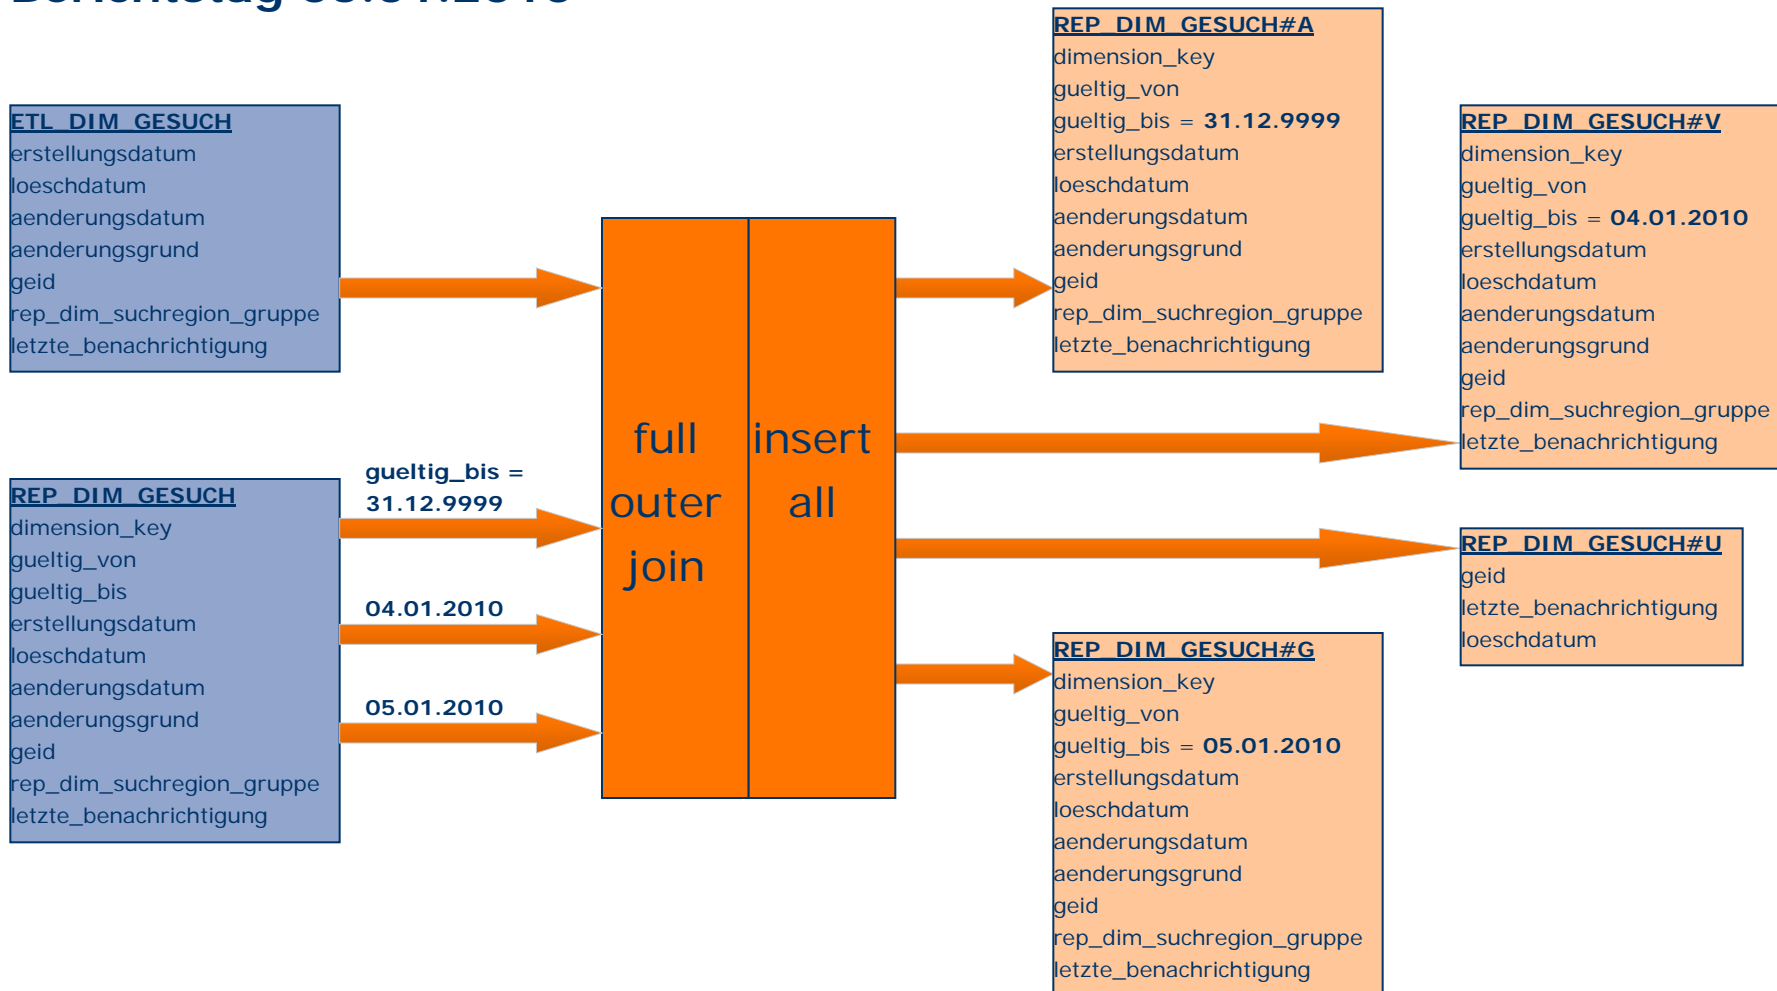 ETL_DIM_GESUCH
erstellungsdatum
loeschdatum
aenderungsdatum
aenderungsgrund
geid
rep_dim_suchregion_gruppe
letzte_benachrichtigung
REP_DIM_GESUCH
dimension_key
gueltig_von
gueltig_bis
erstellungsdatum
loeschdatum
aenderungsdatum
aenderungsgrund
geid
rep_dim_suchregion_gruppe
letzte_benachrichtigung
gueltig_bis =
31.12.9999
04.01.2010
05.01.2010
full
outer
join
insert
all
REP_DIM_GESUCH#A
dimension_key
gueltig_von
gueltig_bis = 31.12.9999
erstellungsdatum
loeschdatum
aenderungsdatum
aenderungsgrund
geid
rep_dim_suchregion_gruppe
letzte_benachrichtigung
REP_DIM_GESUCH#V
dimension_key
gueltig_von
gueltig_bis = 04.01.2010
erstellungsdatum
loeschdatum
aenderungsdatum
aenderungsgrund
geid
rep_dim_suchregion_gruppe
letzte_benachrichtigung
REP_DIM_GESUCH#U
geid
letzte_benachrichtigung
loeschdatum
REP_DIM_GESUCH#G
dimension_key
gueltig_von
gueltig_bis = 05.01.2010
erstellungsdatum
loeschdatum
aenderungsdatum
aenderungsgrund
geid
rep_dim_suchregion_gruppe
letzte_benachrichtigung